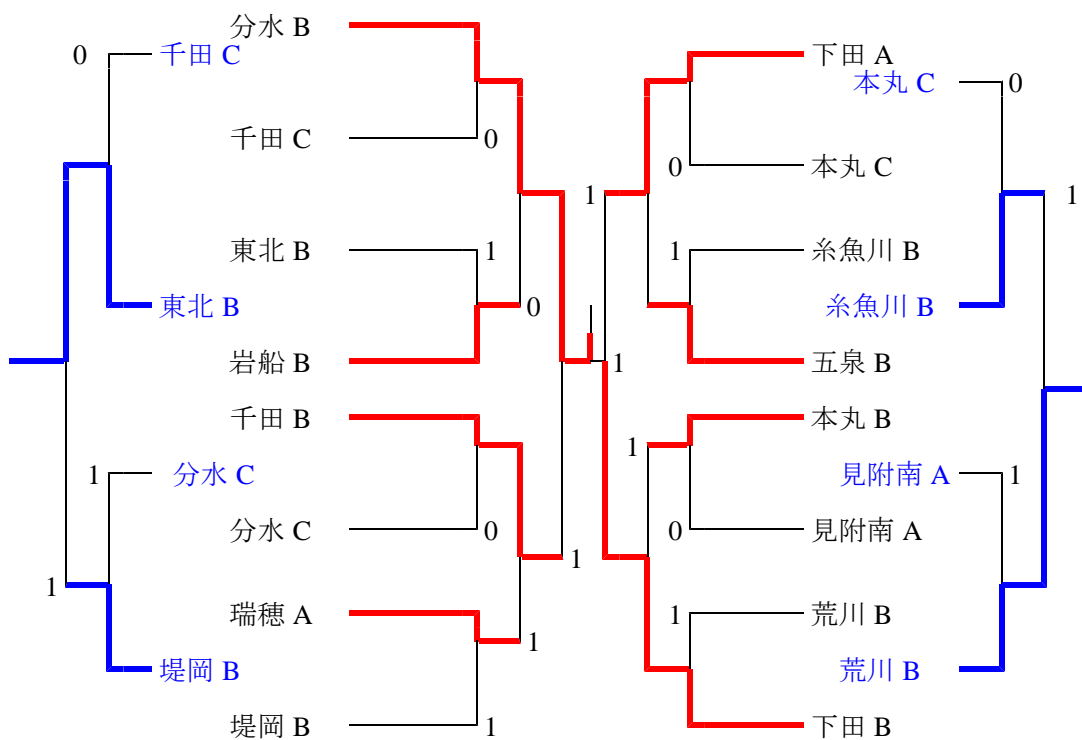 分水 B
0 千田 C
下田 A
本丸 C 0
千田 C 0
0 本丸 C
1 1
東北 B 1
1 糸魚川 B
東北 B
0
糸魚川 B
岩船 B
1
五泉 B
千田 B
本丸 B
1
1 分水 C
見附南 A 1
分水 C 0
0 見附南 A
1
1
瑞穂 A
1 荒川 B
1
堤岡 B
荒川 B
堤岡 B 1
下田 B